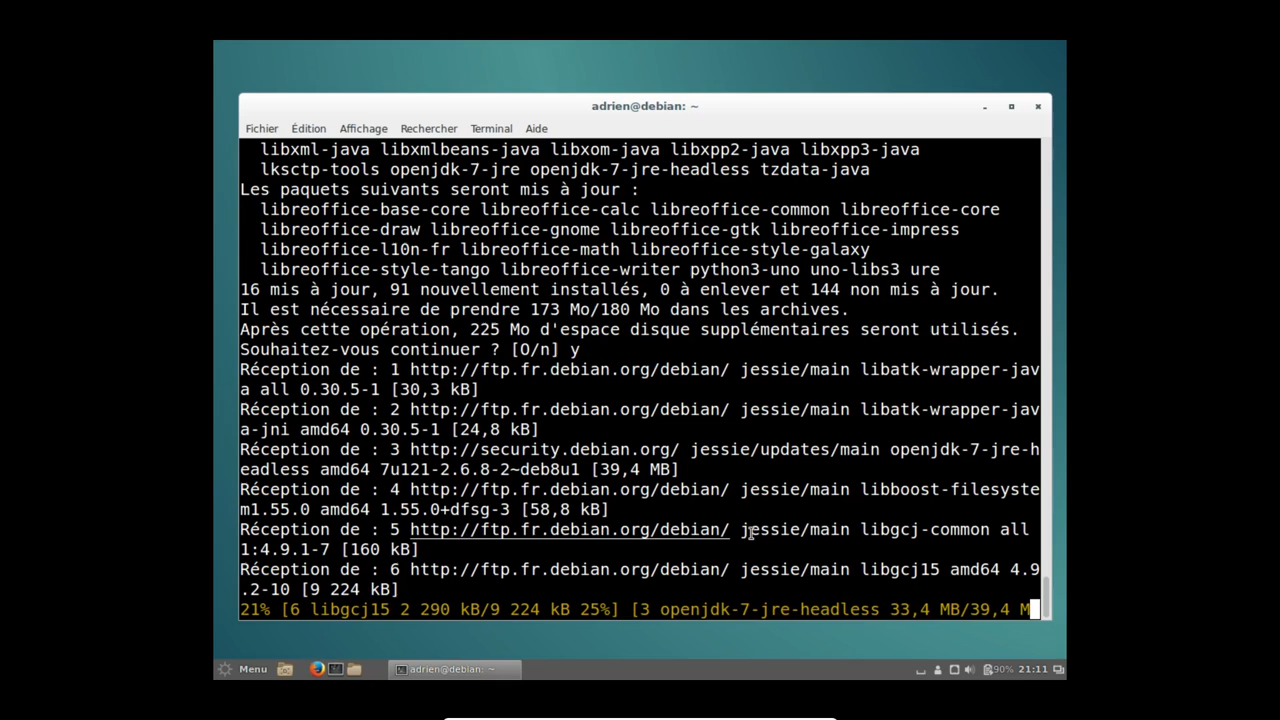 adrien@debian: ~
Fichier Édition Affichage Rechercher Terminal Aide
libxml-java libxmlbeans-java libxom-java libxpp2-java libxpp3-java
lksctp-tools openjdk-7-jre openjdk-7-jre-headless tzdata-java
Les paquets suivants seront mis à jour :
libreoffice-base-core libreoffice-calc libreoffice-common libreoffice-core
libreoffice-draw libreoffice-gnome libreoffice-gtk libreoffice-impress
libreoffice-l10n-fr libreoffice-math libreoffice-style-galaxy
libreoffice-style-tango libreoffice-writer python3-uno uno-libs3 ure
16 mis à jour, 91 nouvellement installés, 0 à enlever et 144 non mis à jour.
Il est nécessaire de prendre 173 Mo/180 Mo dans les archives.
Après cette opération, 225 Mo d'espace disque supplémentaires seront utilisés.
Souhaitez-vous continuer ? [O/n] y
Réception de : 1 http://ftp.fr.debian.org/debian/ jessie/main libatk-wrapper-jav
a all 0.30.5-1 [30,3 kB]
Réception de : 2 http://ftp.fr.debian.org/debian/ jessie/main libatk-wrapper-jav
a-jni amd64 0.30.5-1 [24,8 kB]
Réception de : 3 http://security.debian.org/ jessie/updates/main openjdk-7-jre-h
eadless amd64 7u121-2.6.8-2~deb8u1 [39,4 MB]
Réception de : 4 http://ftp.fr.debian.org/debian/ jessie/main libboost-filesyste
m1.55.0 amd64 1.55.0+dfsg-3 [58,8 kB]
Réception de : 5 http://ftp.fr.debian.org/debian/ jessie/main libgcj-common all
1:4.9.1-7 [160 kB]
Réception de : 6 http://ftp.fr.debian.org/debian/ jessie/main libgcj15 amd64 4.9
.2-10 [9 224 kB]
21% [6 libgcj15 2 290 kB/9 224 kB 25%] [3 openjdk-7-jre-headless 33,4 MB/39,4 M
Menu adrien@debian: ~ 90% 21:11